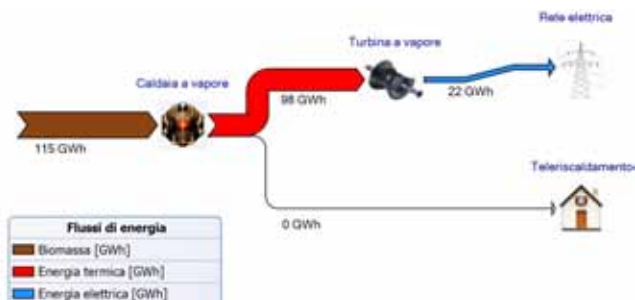 Rete elettrica
Turbina a vapore
Caldaia a vapore
98 GWh
22 GWh
115 GWh
Teleriscaldamento
0 GWh
Flussi di energia
Biomassa [GWh]
Energia termica [GWh]
Energia elettrica [GWh]